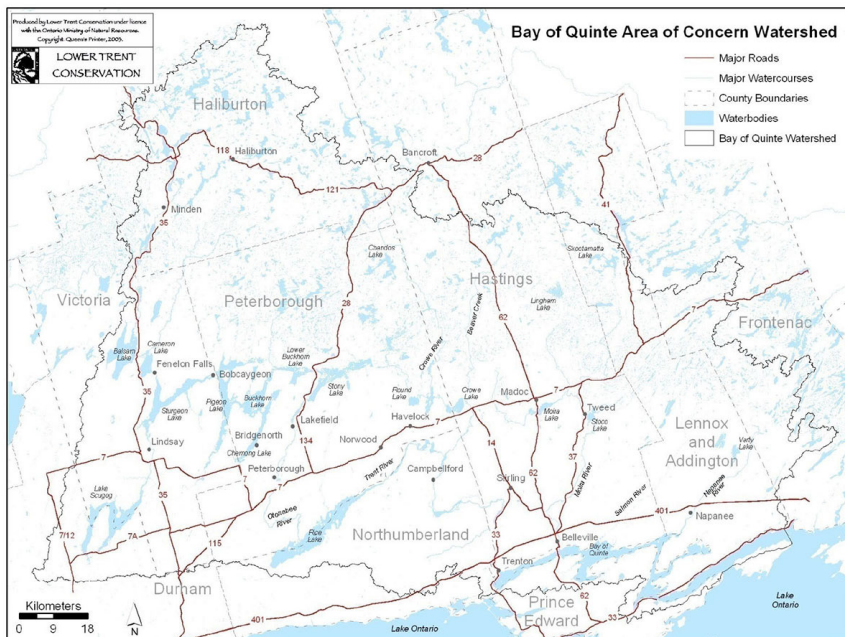 Produced by Lower Trent Conservation under licence
with the Ontario Ministry of Natural Resources.
Copyright: Queens Printer, 2009.
LOWER TRENT
CONSERVATION
Bay of Quinte Area of Concern Watershed
Major Roads
Major Watercourses
County Boundaries
Waterbodies
Bay of Quinte Watershed
Haliburton
118
Haliburton
Bancroft
28
121
41
Minden
35
Chandos
Lake
Skootamatta
Lake
Hastings
Victoria
Peterborough
28
Lingham
Lake
Beaver Creek
62
7
Frontenac
Crowe River
Balsam
Lake
Cameron
Lake
Lower
Buckhorn
Lake
Fenelon Falls
Bobcaygeon
Stony
Lake
35
Sturgeon
Lake
Pigeon
Lake
Buckhorn
Lake
Round
Lake
Crowe
Lake
Madoc
7
Moira
Lake
Tweed
Stoco
Lake
Lakefield
134
Havelock
7
Lennox
and
Addington
Varty
Lake
Bridgenorth
Chemong Lake
Norwood
14
Lindsay
7
Peterborough
7
7
Trent River
Campbellford
Stirling
62
37
Moira River
Salmon River
Napanee
River
Lake
Scugog
35
Otonabee
River
Rice
Lake
Northumberland
401
Napanee
7/12
7A
115
33
Belleville
Bay of
Quinte
Trenton
Durham
62
Prince
Edward
33
401
Lake Ontario
Lake
Ontario
Kilometers
0 4.5 9 18
N